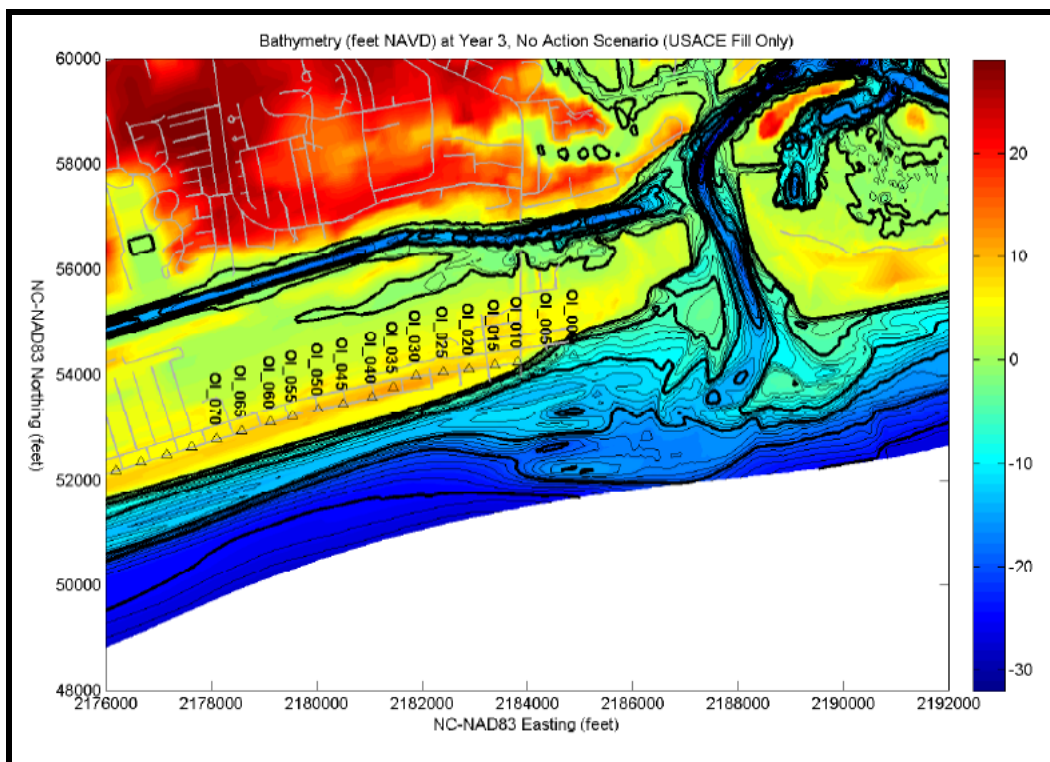 Bathymetry (feet NAVD) at Year 3, No Action Scenario (USACE Fill Only)
60000
58000
56000
54000
52000
50000
48000
NC-NAD83 Northing (feet)
OI_070
OI_065
OI_060
OI_055
OI_050
OI_045
OI_040
OI_035
OI_030
OI_025
OI_020
OI_015
OI_010
OI_005
OI_000
2176000
2178000
2180000
2182000
2184000
2186000
2188000
2190000
2192000
NC-NAD83 Easting (feet)
20
10
0
-10
-20
-30